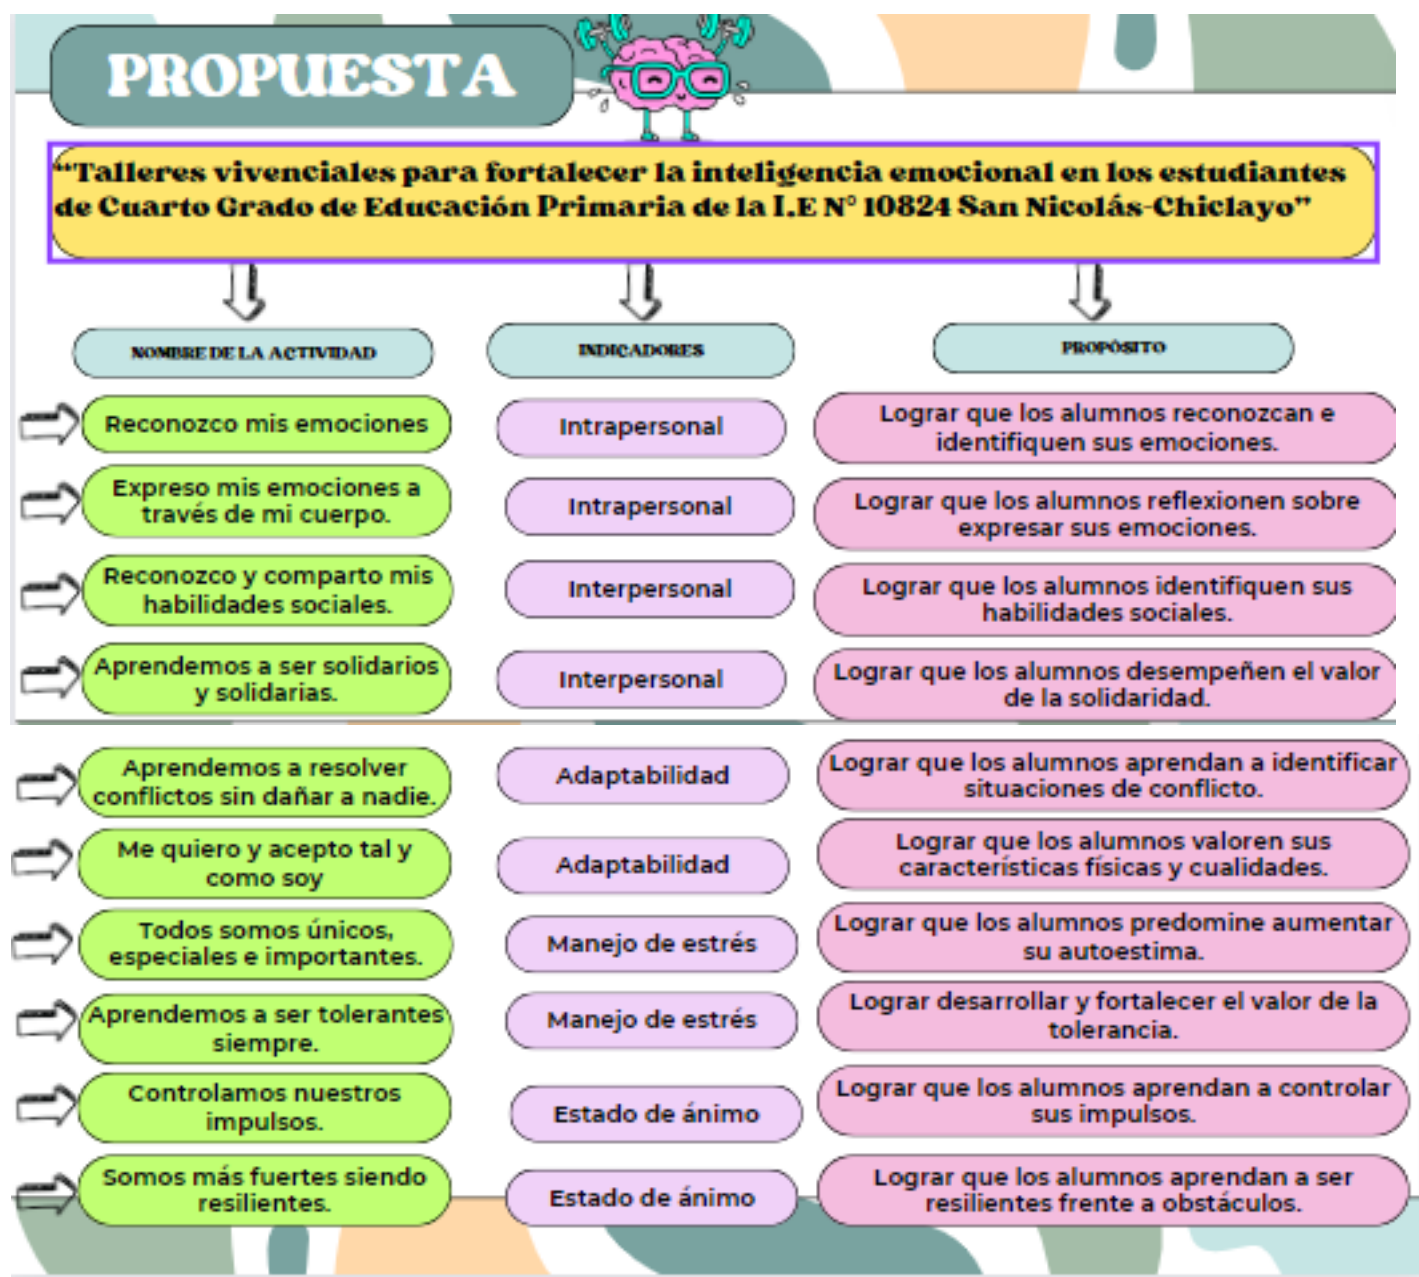 PROPUESTA
“Talleres vivenciales para fortalecer la inteligencia emocional en los estudiantes
de Cuarto Grado de Educación Primaria de la I.E N° 10824 San Nicolás-Chiclayo”
NOMBRE DE LA ACTIVIDAD
INDICADORES
PROPÓSITO
Reconozco mis emociones
Intrapersonal
Lograr que los alumnos reconozcan e
identifiquen sus emociones.
Expreso mis emociones a
través de mi cuerpo.
Intrapersonal
Lograr que los alumnos reflexionen sobre
expresar sus emociones.
Reconozco y comparto mis
habilidades sociales.
Interpersonal
Lograr que los alumnos identifiquen sus
habilidades sociales.
Aprendemos a ser solidarios
y solidarias.
Interpersonal
Lograr que los alumnos desempeñen el valor
de la solidaridad.
Aprendemos a resolver
conflictos sin dañar a nadie.
Adaptabilidad
Lograr que los alumnos aprendan a identificar
situaciones de conflicto.
Me quiero y acepto tal y
como soy
Adaptabilidad
Lograr que los alumnos valoren sus
características físicas y cualidades.
Todos somos únicos,
especiales e importantes.
Manejo de estrés
Lograr que los alumnos predomine aumentar
su autoestima.
Aprendemos a ser tolerantes
siempre.
Manejo de estrés
Lograr desarrollar y fortalecer el valor de la
tolerancia.
Controlamos nuestros
impulsos.
Estado de ánimo
Lograr que los alumnos aprendan a controlar
sus impulsos.
Somos más fuertes siendo
resilientes.
Estado de ánimo
Lograr que los alumnos aprendan a ser
resilientes frente a obstáculos.